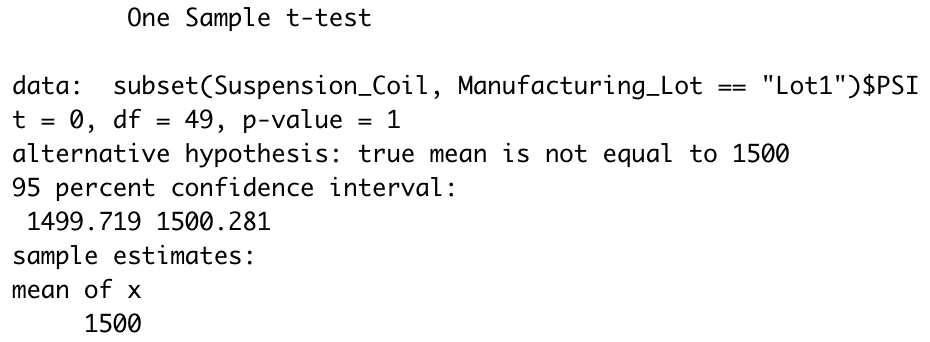 One Sample t-test
data:  subset(Suspension_Coil, Manufacturing_Lot == "Lot1")$PSI
t = 0, df = 49, p-value = 1
alternative hypothesis: true mean is not equal to 1500
95 percent confidence interval:
1499.719 1500.281
sample estimates:
mean of x
1500